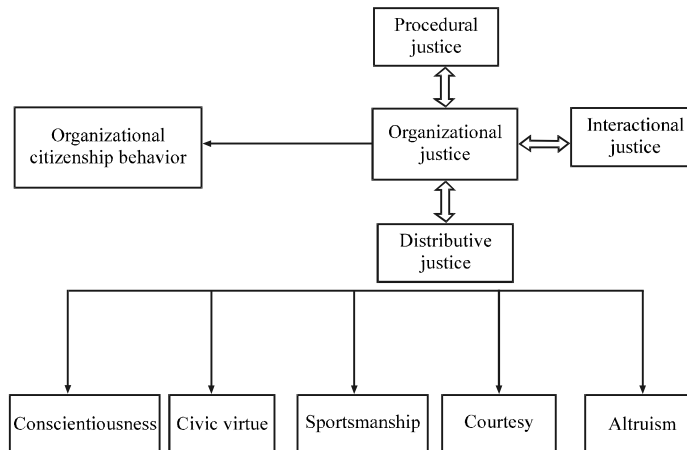 Procedural
justice
Organizational
citizenship behavior
Organizational
justice
Interactional
justice
Distributive
justice
Conscientiousness
Civic virtue
Sportsmanship
Courtesy
Altruism